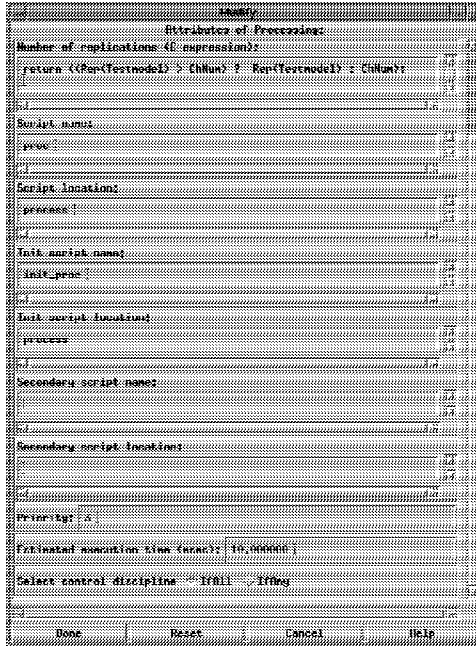 Modify
Attributes of Processing:
Number of replications (C expression):
return ((Rep(Testmodel) > ChNum) ? Rep(Testmodel) : ChNum);
Script name:
proc
Script location:
process
Init script name:
init_proc
Init script location:
process
Secondary script name:
Secondary script location:
Priority:
Estimated execution time (msec): 10.000000
Select control discipline IfAll IfAny
Done Reset Cancel Help